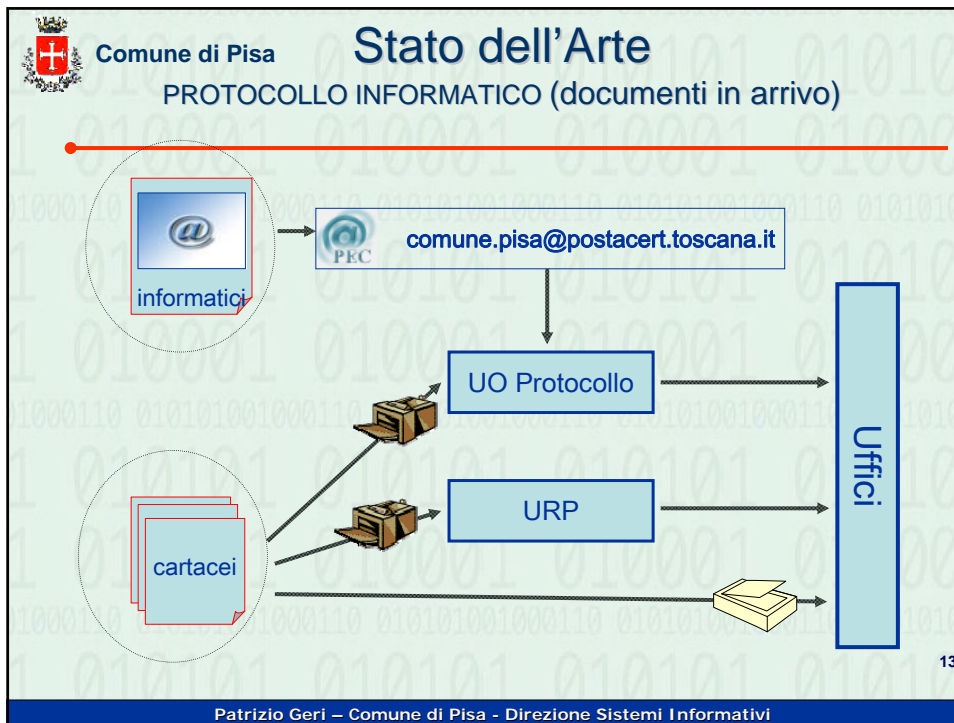 Comune di Pisa
Stato dell'Arte
PROTOCOLLO INFORMATICO (documenti in arrivo)
@
informatici
@
PEC
comune.pisa@postacert.toscana.it
UO Protocollo
URP
Uffici
cartacei
13
Patrizio Geri – Comune di Pisa - Direzione Sistemi Informativi